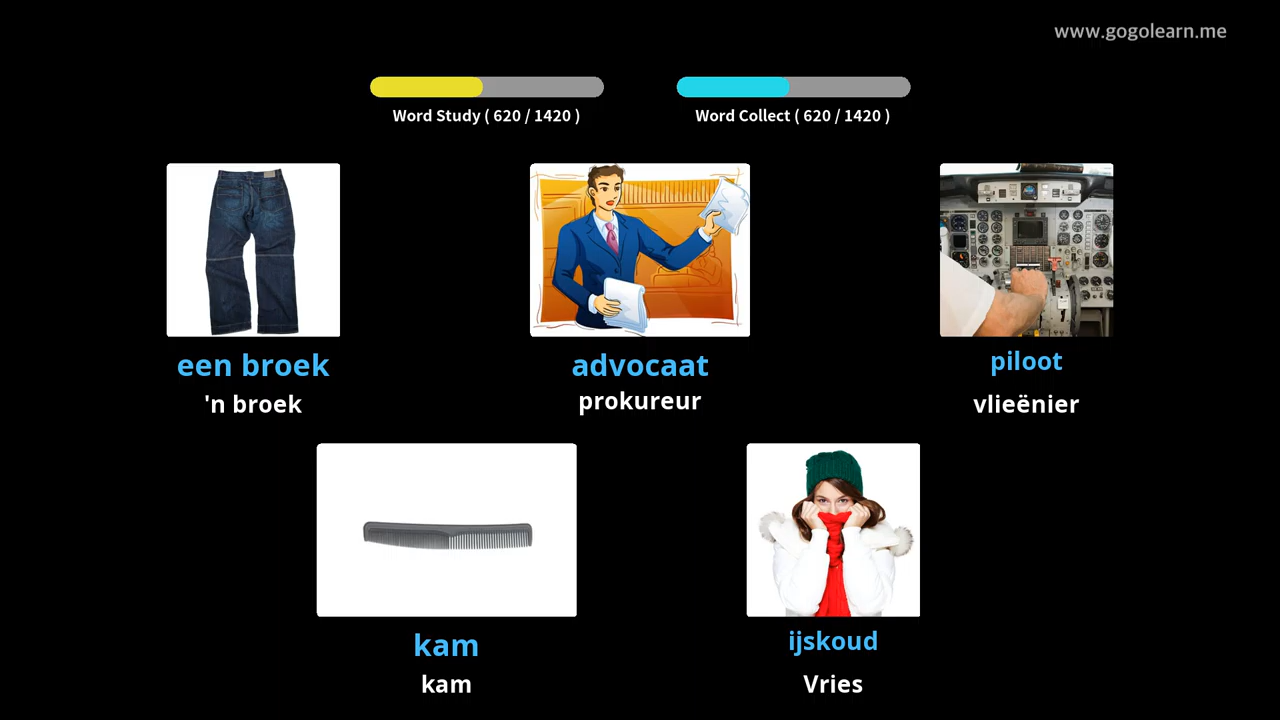 www.gogolearn.me
Word Study ( 620 / 1420 )
Word Collect ( 620 / 1420 )
een broek
'n broek
advocaat
prokureur
piloot
vlieënier
kam
kam
ijskoud
Vries